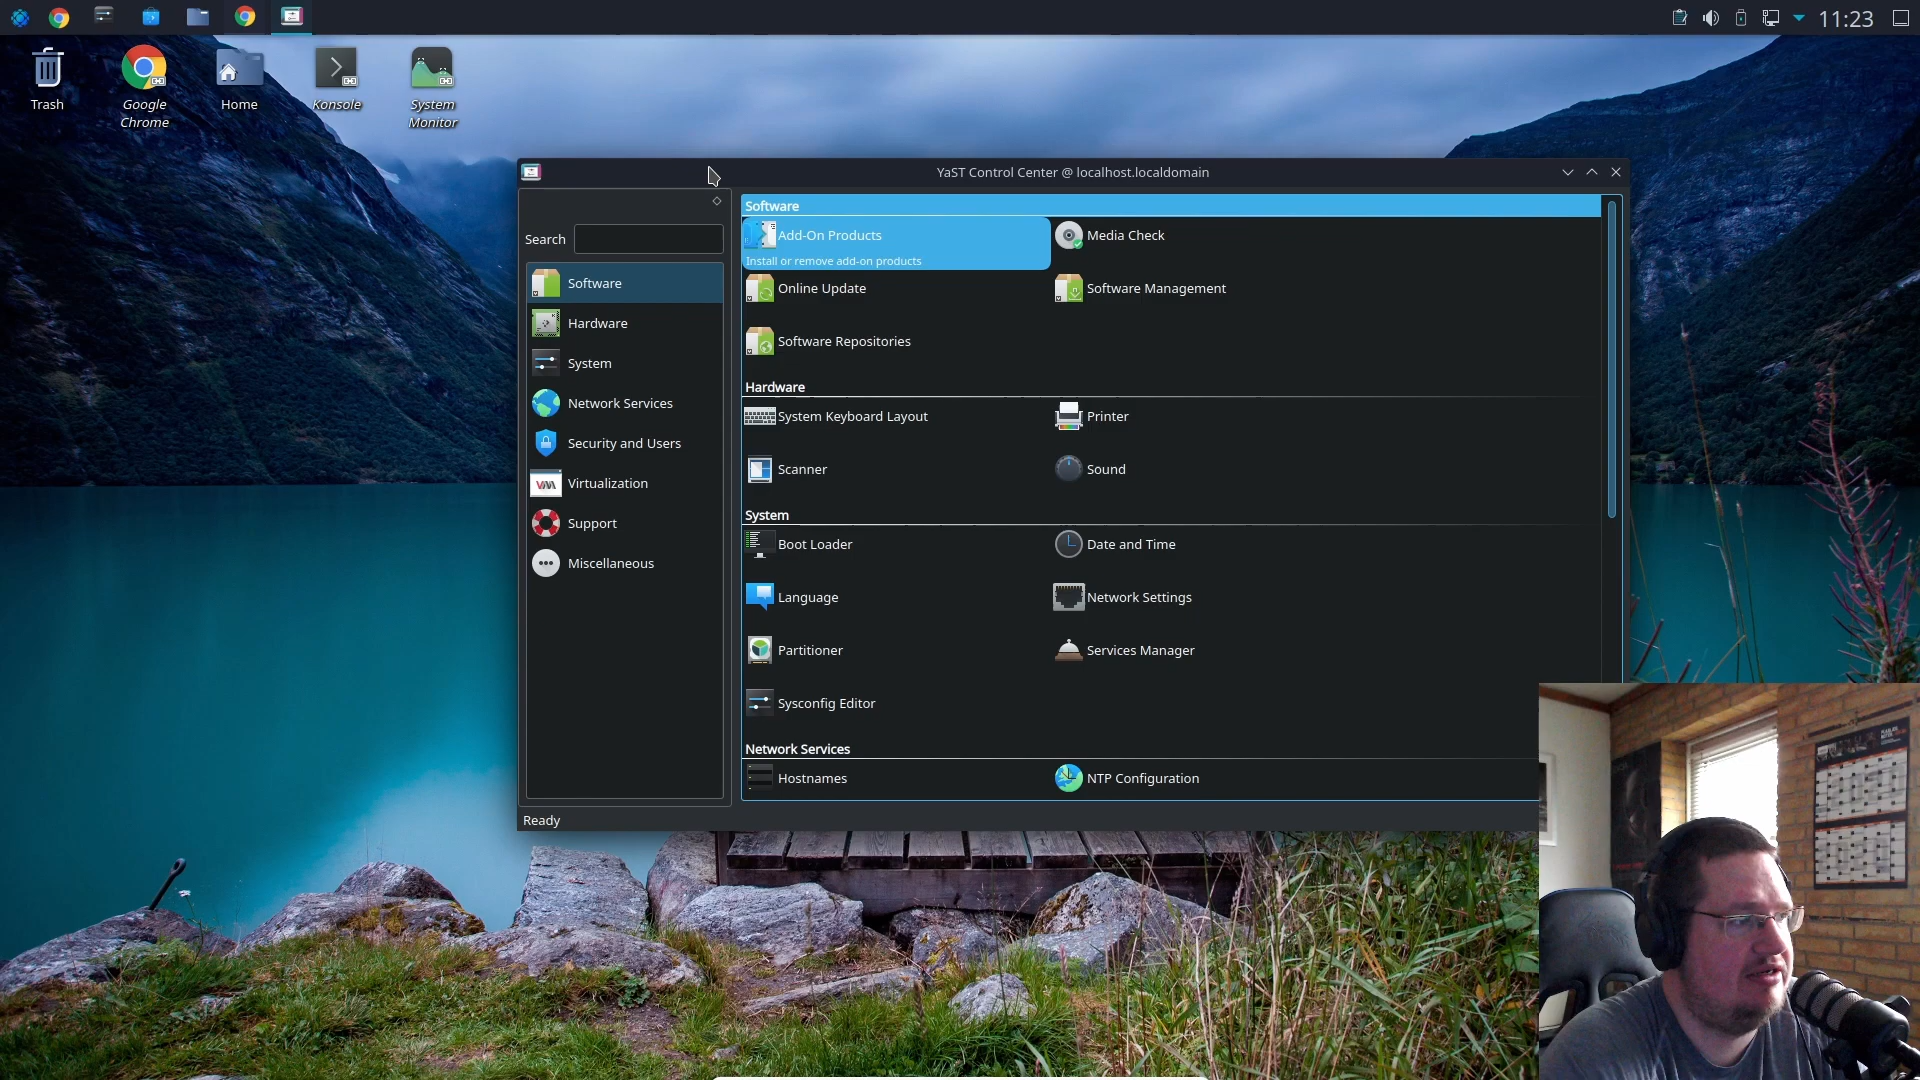 11:23
Trash
Google
Chrome
Home
Konsole
System
Monitor
YaST Control Center @ localhost.localdomain
Search
Software
Hardware
System
Network Services
Security and Users
Virtualization
Support
Miscellaneous
Software
Add-On Products
Install or remove add-on products
Media Check
Online Update
Software Management
Software Repositories
Hardware
System Keyboard Layout
Printer
Scanner
Sound
System
Boot Loader
Date and Time
Language
Network Settings
Partitioner
Services Manager
Sysconfig Editor
Network Services
Hostnames
NTP Configuration
Ready